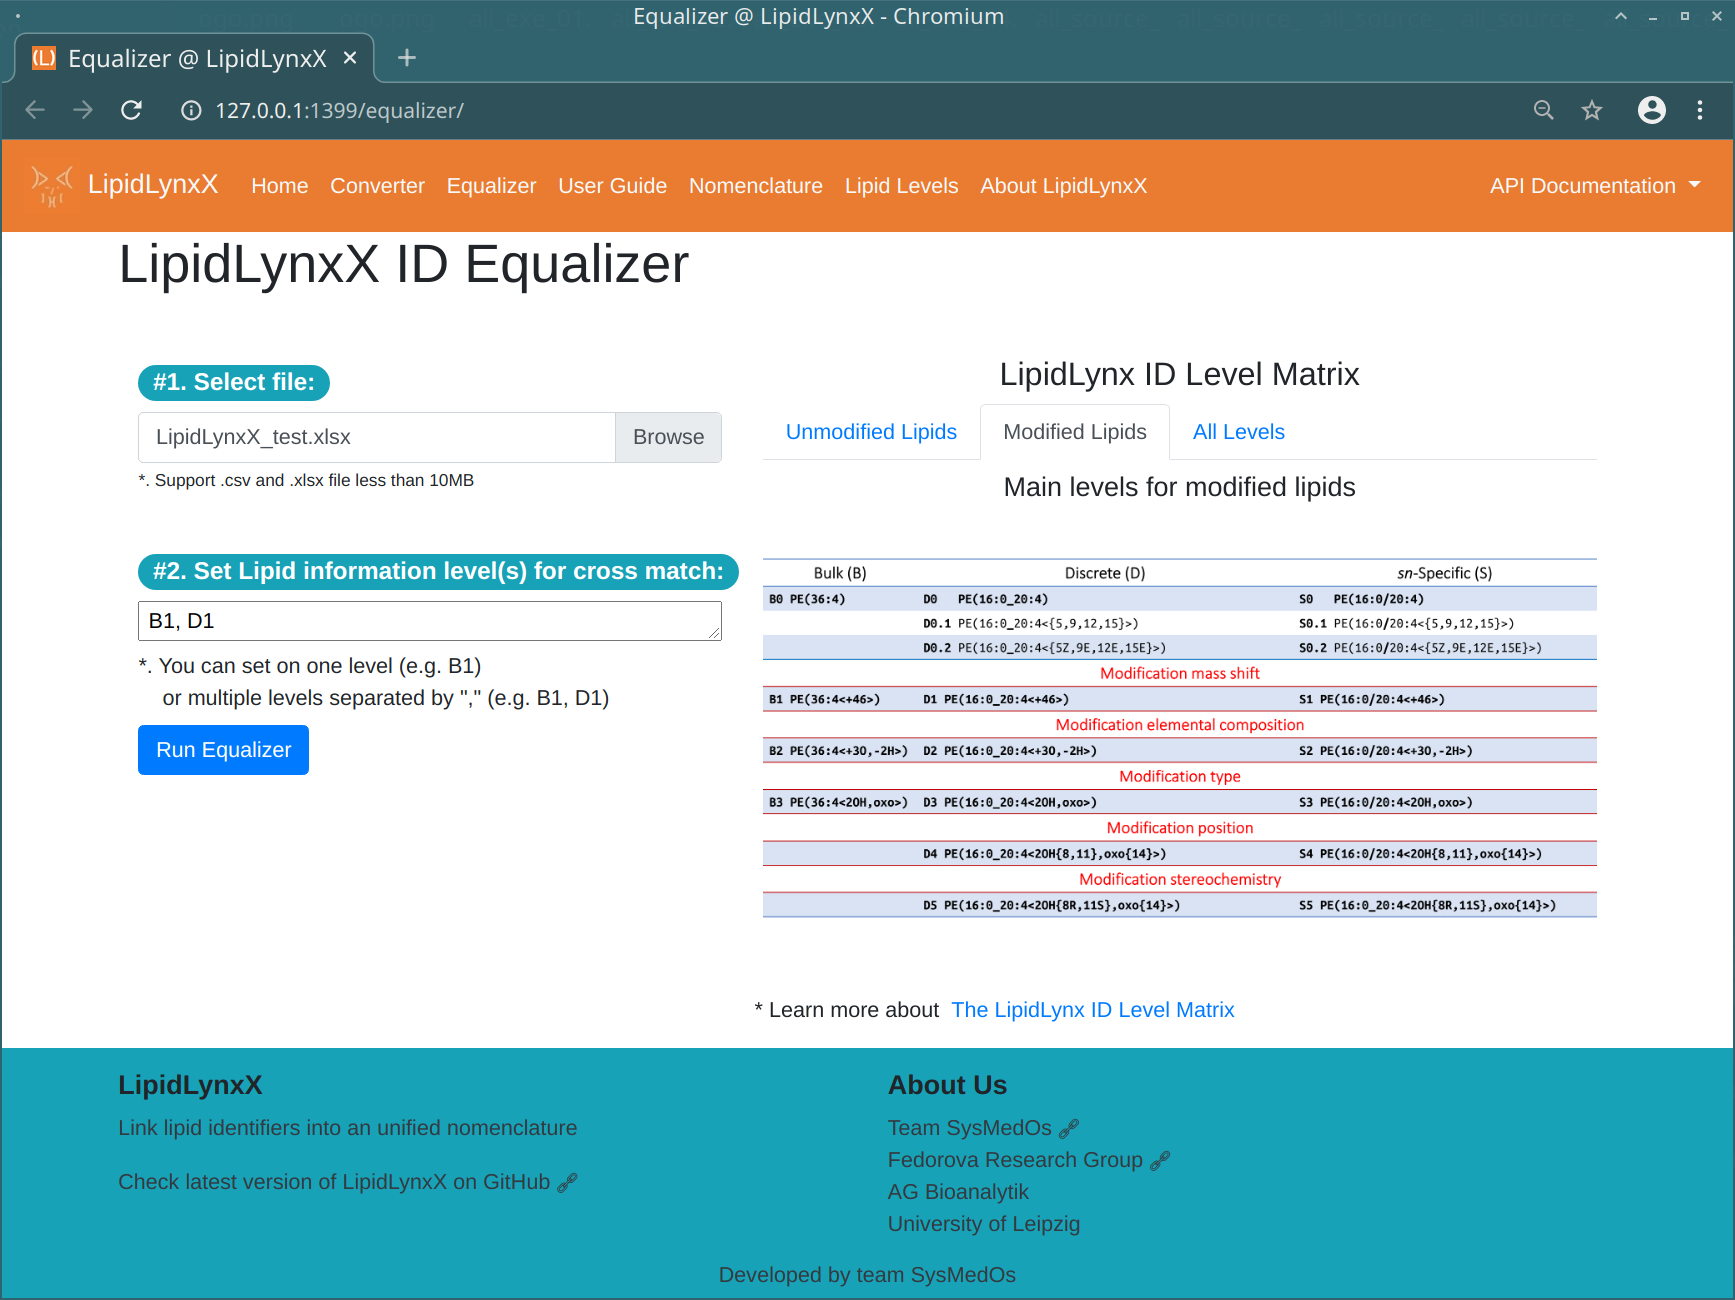 Equalizer @ LipidLynxX - Chromium
Equalizer @ LipidLynxX
127.0.0.1:1399/equalizer/
LipidLynxX Home Converter Equalizer User Guide Nomenclature Lipid Levels About LipidLynxX API Documentation
LipidLynxX ID Equalizer
#1. Select file:
LipidLynxX_test.xlsx Browse
*. Support .csv and .xlsx file less than 10MB
#2. Set Lipid information level(s) for cross match:
B1, D1
*. You can set on one level (e.g. B1)
or multiple levels separated by "," (e.g. B1, D1)
Run Equalizer
LipidLynx ID Level Matrix
Unmodified Lipids Modified Lipids All Levels
Main levels for modified lipids
Bulk (B) Discrete (D) sn-Specific (S)
B0 PE(36:4) D0 PE(16:0_20:4) S0 PE(16:0/20:4)
D0.1 PE(16:0_20:4<{5,9,12,15}>) S0.1 PE(16:0/20:4<{5,9,12,15}>)
D0.2 PE(16:0_20:4<{5Z,9E,12E,15E}>) S0.2 PE(16:0/20:4<{5Z,9E,12E,15E}>)
Modification mass shift
B1 PE(36:4<+46>) D1 PE(16:0_20:4<+46>) S1 PE(16:0/20:4<+46>)
Modification elemental composition
B2 PE(36:4<+3O,-2H>) D2 PE(16:0_20:4<+3O,-2H>) S2 PE(16:0/20:4<+3O,-2H>)
Modification type
B3 PE(36:4<2OH,oxo>) D3 PE(16:0_20:4<2OH,oxo>) S3 PE(16:0/20:4<2OH,oxo>)
Modification position
D4 PE(16:0_20:4<2OH{8,11},oxo{14}>) S4 PE(16:0/20:4<2OH{8,11},oxo{14}>)
Modification stereochemistry
D5 PE(16:0_20:4<2OH{8R,11S},oxo{14}>) S5 PE(16:0_20:4<2OH{8R,11S},oxo{14}>)
* Learn more about The LipidLynx ID Level Matrix
LipidLynxX
Link lipid identifiers into an unified nomenclature
Check latest version of LipidLynxX on GitHub
About Us
Team SysMedOs
Fedorova Research Group
AG Bioanalytik
University of Leipzig
Developed by team SysMedOs